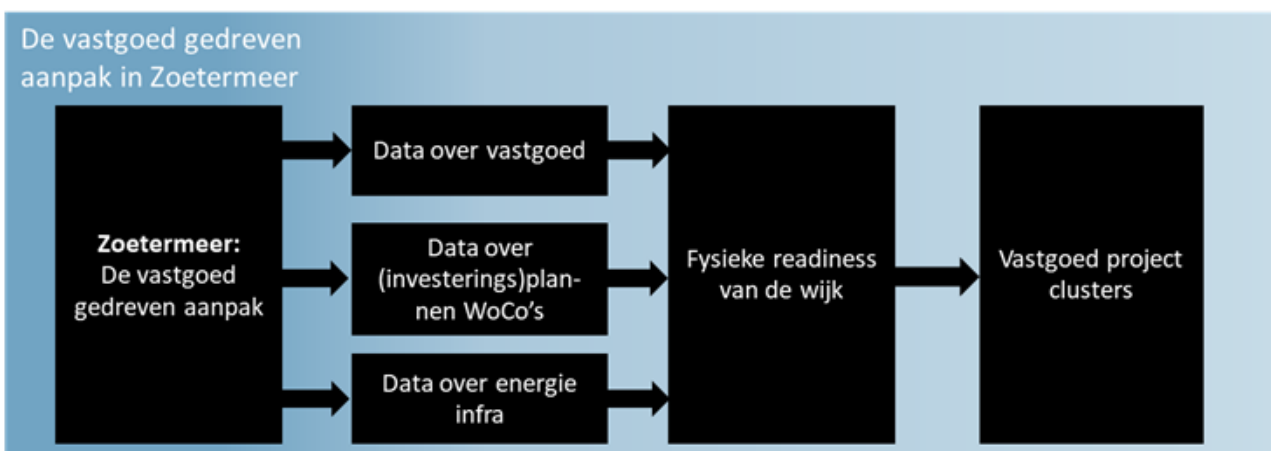 De vastgoed gedreven
aanpak in Zoetermeer
Zoetermeer:
De vastgoed
gedreven aanpak
Data over vastgoed
Data over
(investerings)plan-
nen WoCo's
Data over energie
infra
Fysieke readiness
van de wijk
Vastgoed project
clusters